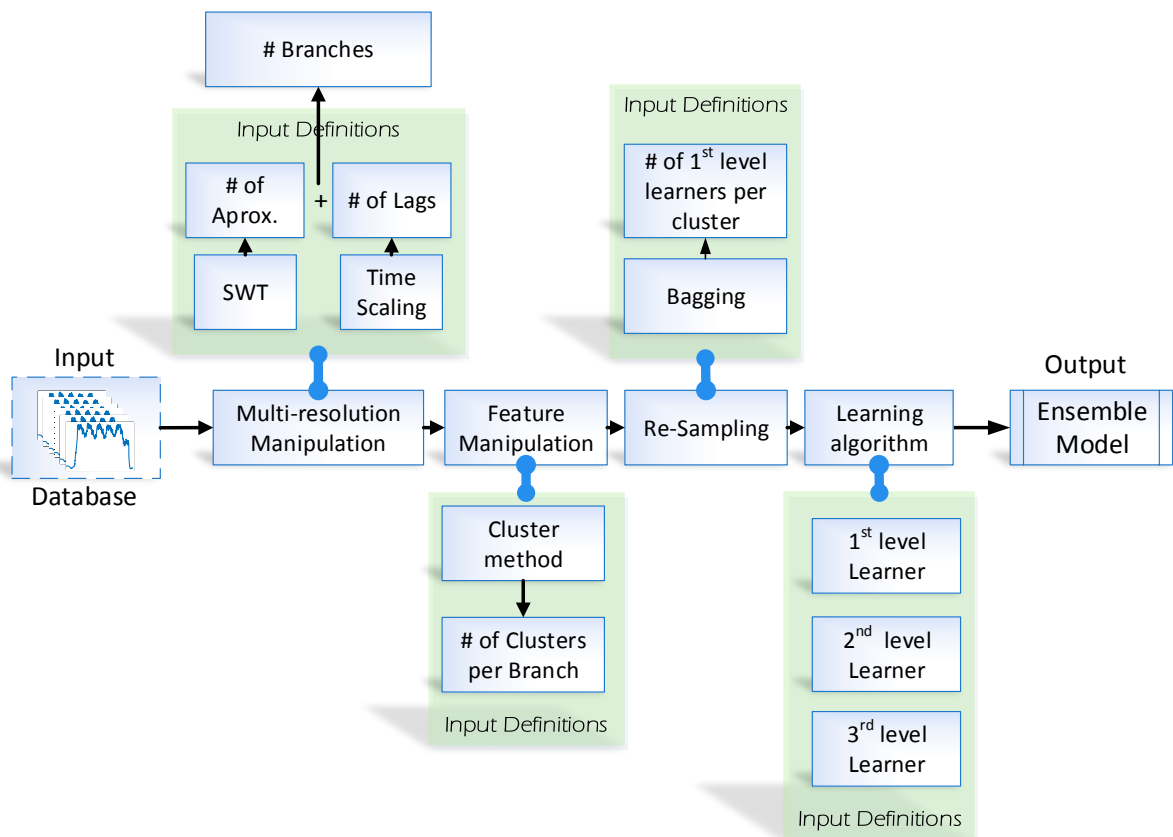 # Branches
Input Definitions
# of
Aprox.
+
# of Lags
SWT
Time
Scaling
Input Definitions
# of 1st level
learners per
cluster
Bagging
Input
Database
Multi-resolution
Manipulation
Feature
Manipulation
Re-Sampling
Learning
algorithm
Output
Ensemble
Model
Cluster
method
# of Clusters
per Branch
Input Definitions
1st level
Learner
2nd level
Learner
3rd level
Learner
Input Definitions